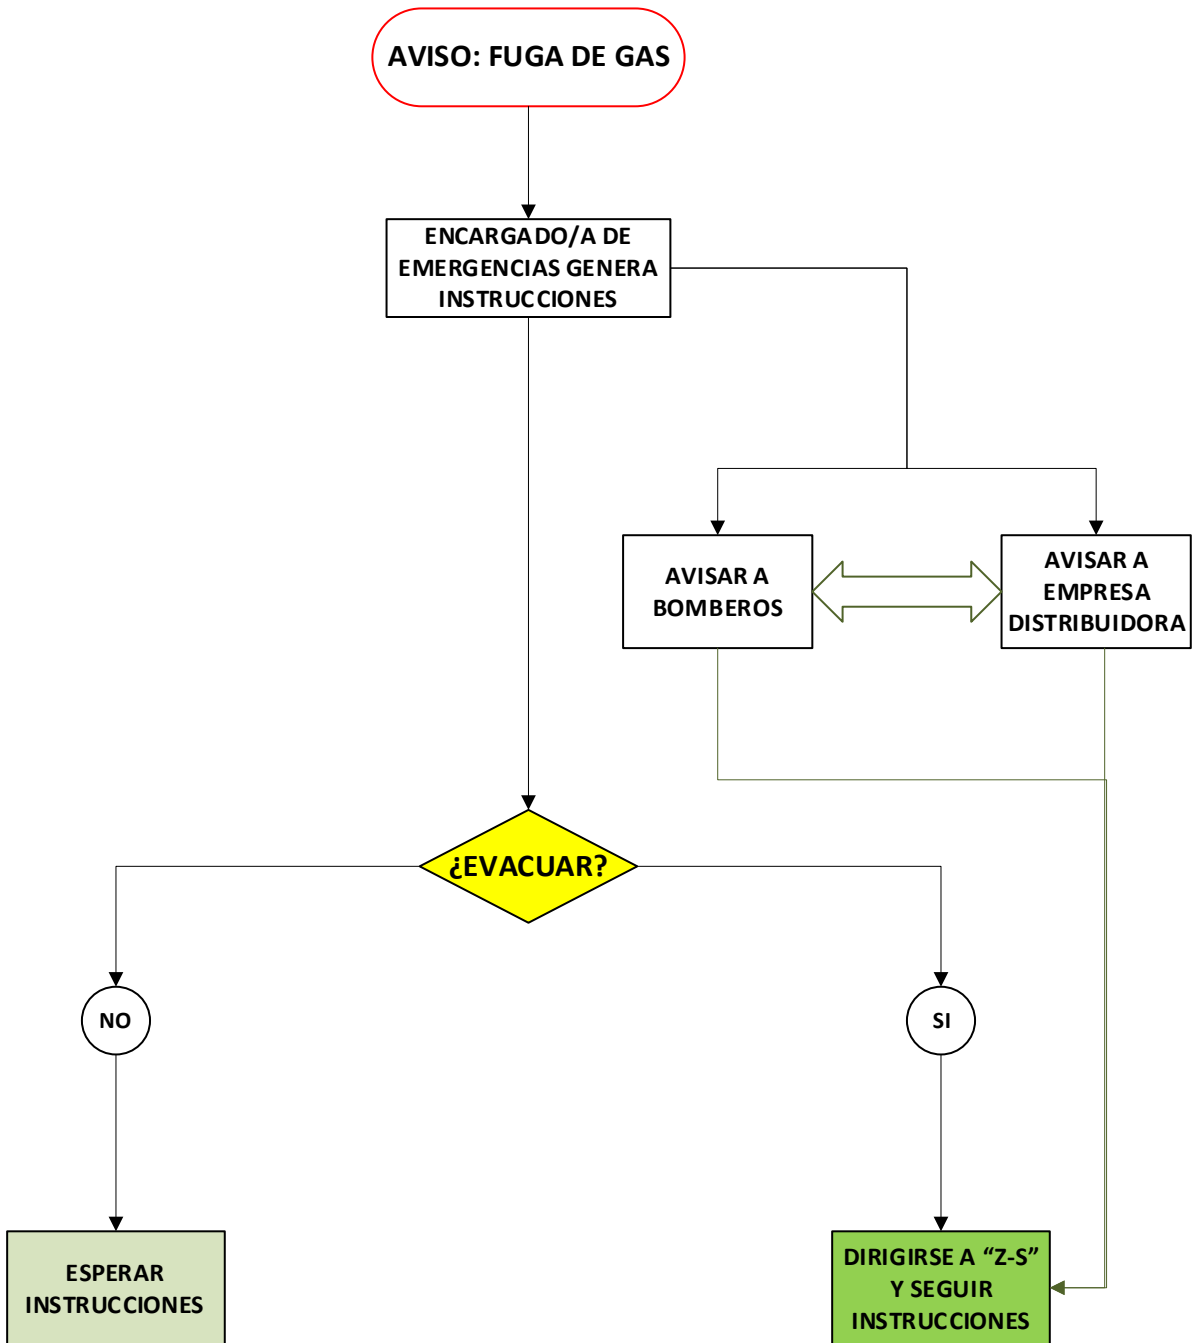 AVISO: FUGA DE GAS
ENCARGADO/A DE
EMERGENCIAS GENERA
INSTRUCCIONES
AVISAR A
BOMBEROS
AVISAR A
EMPRESA
DISTRIBUIDORA
¿EVACUAR?
NO
SI
ESPERAR
INSTRUCCIONES
DIRIGIRSE A “Z-S”
Y SEGUIR
INSTRUCCIONES